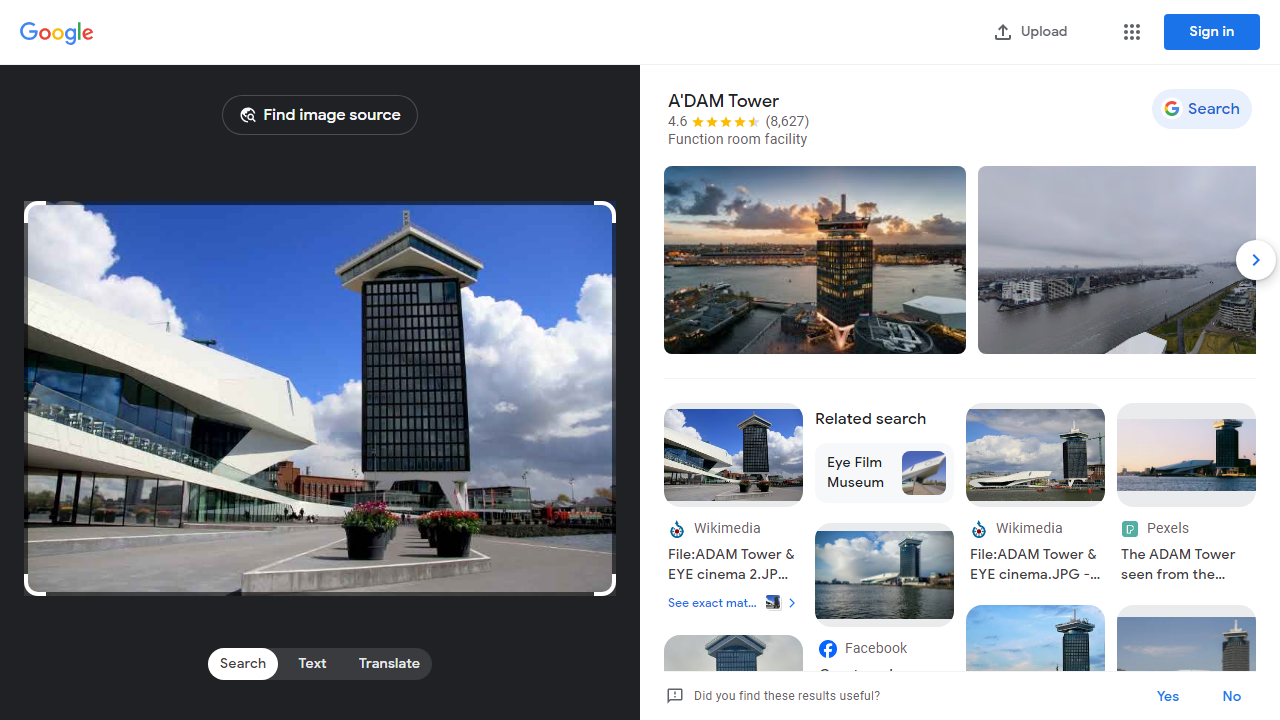 Google
Upload
Sign in
Find image source
A'DAM Tower
4.6 (8,627)
Function room facility
Search
Related search
Eye Film
Museum
Wikimedia
File:ADAM Tower &
EYE cinema 2.JP...
See exact mat...
Facebook
Wikimedia
File:ADAM Tower &
EYE cinema.JPG -...
Pexels
The ADAM Tower
seen from the...
Search
Text
Translate
Did you find these results useful?
Yes
No